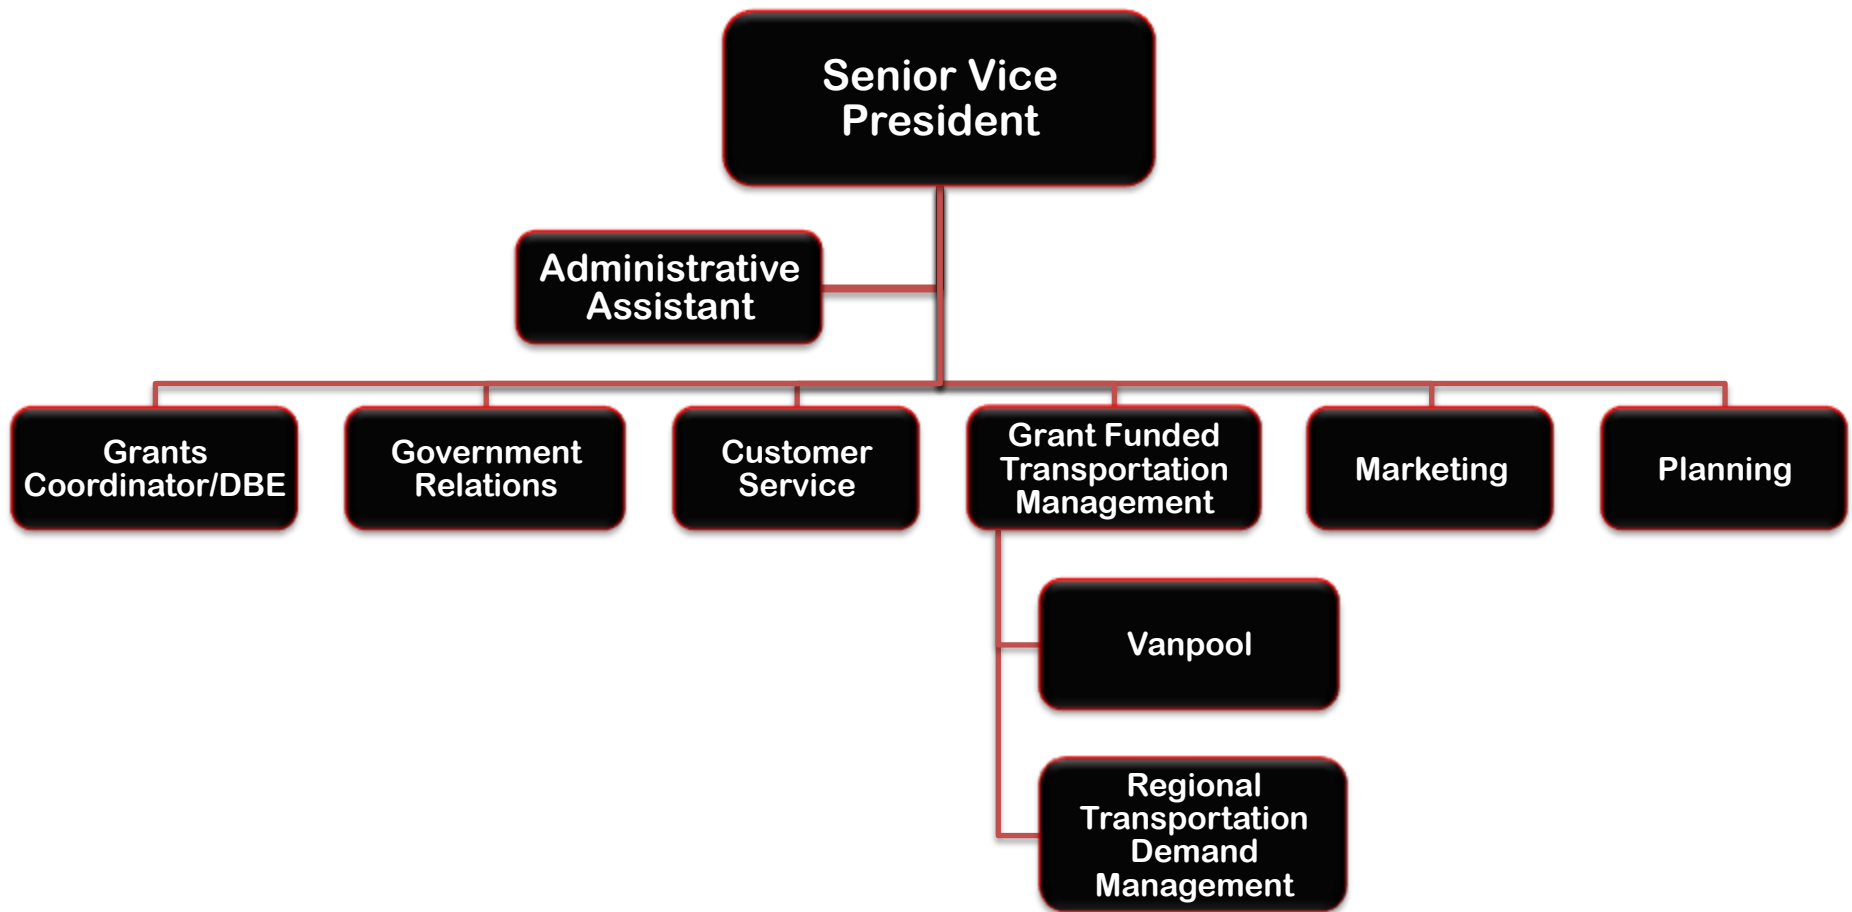 Senior Vice
President
Administrative
Assistant
Grants
Coordinator/DBE
Government
Relations
Customer
Service
Grant Funded
Transportation
Management
Marketing
Planning
Vanpool
Regional
Transportation
Demand
Management